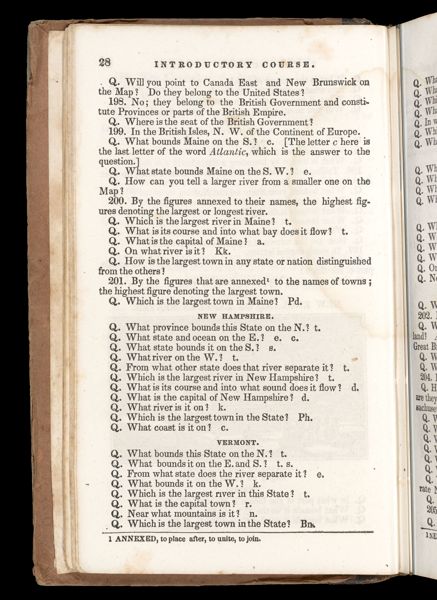 28 INTRODUCTORY COURSE.
Q. Will you point to Canada East and New Brunswick on
the Map? Do they belong to the United States?
198. No; they belong to the British Government and consti-
tute Provinces or parts of the British Empire.
Q. Where is the seat of the British Government?
199. In the British Isles, N. W. of the Continent of Europe.
Q. What bounds Maine on the S.? c. [The letter c here is
the last letter of the word Atlantic, which is the answer to the
question.]
Q. What state bounds Maine on the S. W.? e.
Q. How can you tell a larger river from a smaller one on the
Map?
200. By the figures annexed to their names, the highest fig-
ures denoting the largest or longest river.
Q. Which is the largest river in Maine? t.
Q. What is its course and into what bay does it flow? t.
Q. What is the capital of Maine? a.
Q. On what river is it? Kk.
Q. How is the largest town in any state or nation distinguished
from the others?
201. By the figures that are annexed1 to the names of towns;
the highest figure denoting the largest town.
Q. Which is the largest town in Maine? Pd.
NEW HAMPSHIRE.
Q. What province bounds this State on the N.? t.
Q. What state and ocean on the E.? e. c.
Q. What state bounds it on the S.? s.
Q. What river on the W.? t.
Q. From what other state does that river separate it? t.
Q. Which is the largest river in New Hampshire? t.
Q. What is its course and into what sound does it flow? d.
Q. What is the capital of New Hampshire? d.
Q. What river is it on? k.
Q. Which is the largest town in the State? Ph.
Q. What coast is it on? c.
VERMONT.
Q. What bounds this State on the N.? t.
Q. What bounds it on the E. and S.? t. s.
Q. From what state does the river separate it? e.
Q. What bounds it on the W.? k.
Q. Which is the largest river in this State? t.
Q. What is the capital town? r.
Q. Near what mountains is it? n.
Q. Which is the largest town in the State? Bn.
1 ANNEXED, to place after, to unite, to join.